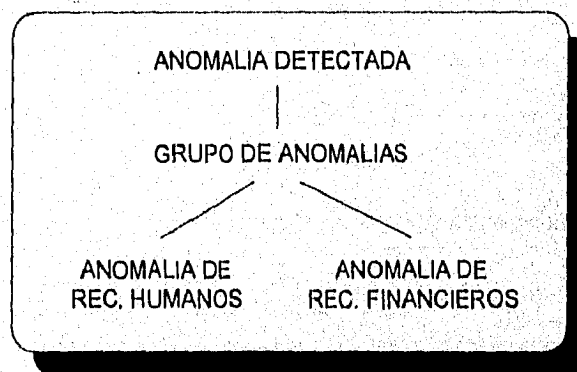 ANOMALIA DETECTADA
GRUPO DE ANOMALIAS
ANOMALIA DE
REC. HUMANOS
ANOMALIA DE
REC. FINANCIEROS